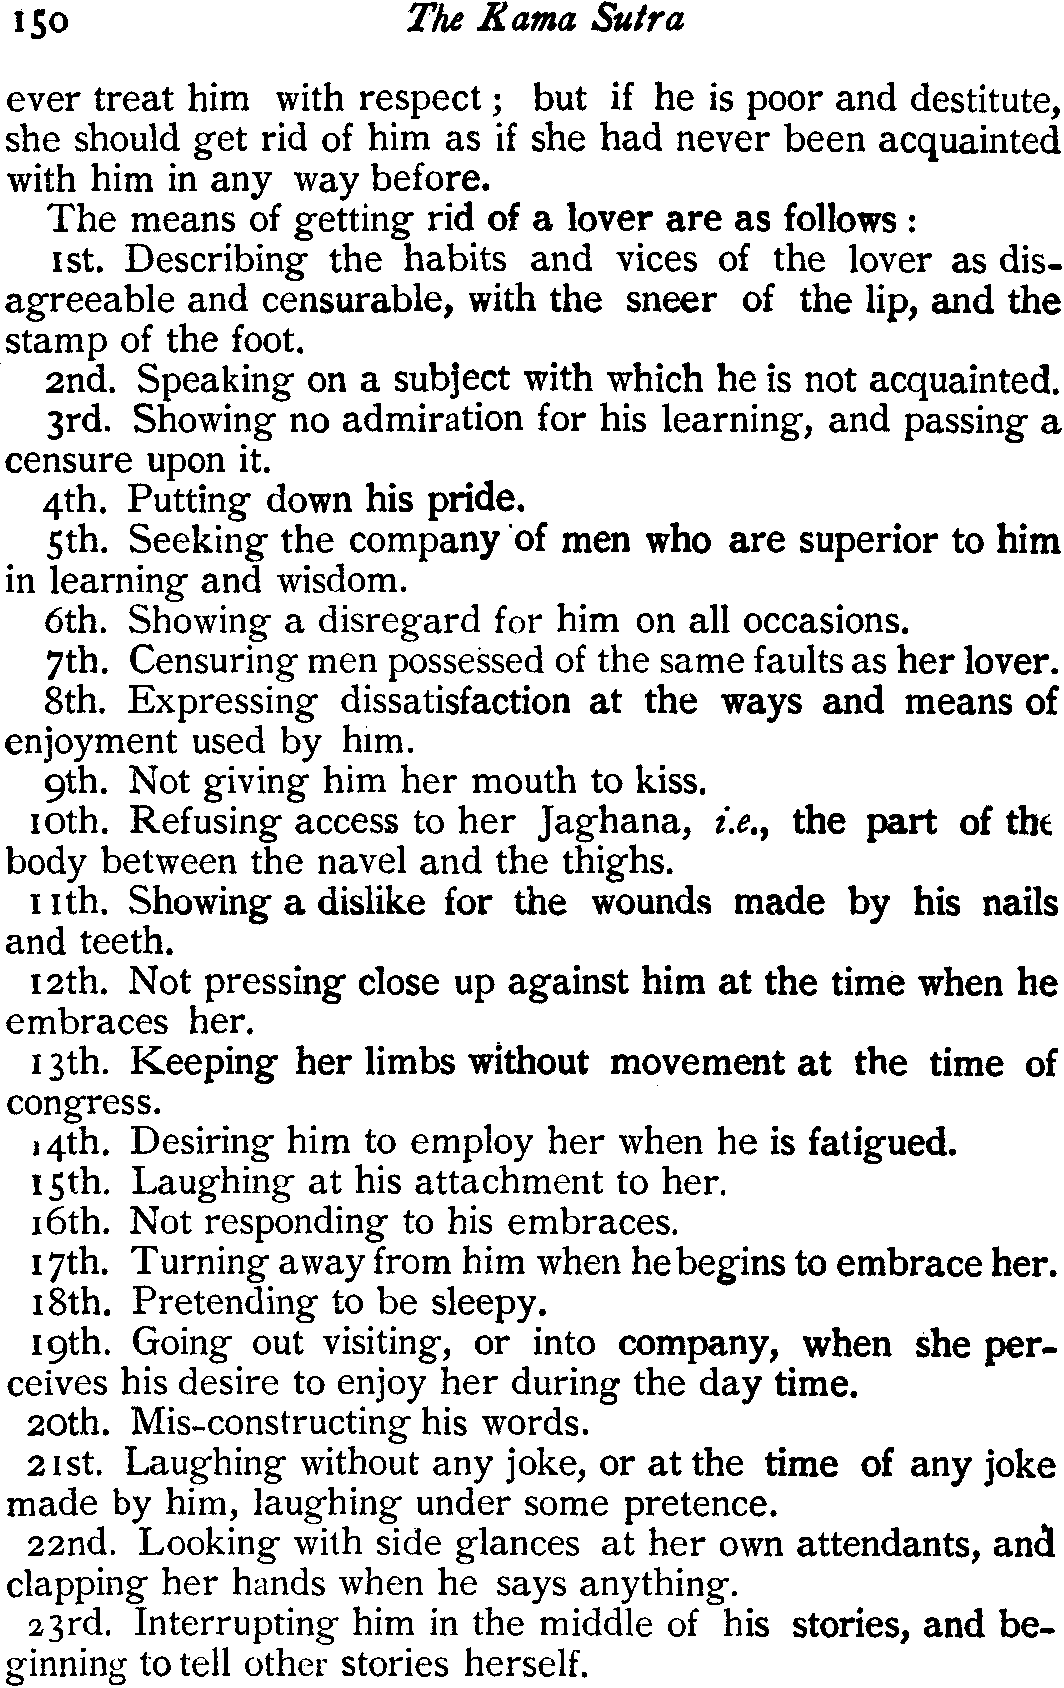 150 The Kama Sutra
ever treat him with respect ; but if he is poor and destitute,
she should get rid of him as if she had never been acquainted
with him in any way before.
The means of getting rid of a lover are as follows :
1st. Describing the habits and vices of the lover as dis-
agreeable and censurable, with the sneer of the lip, and the
stamp of the foot.
2nd. Speaking on a subject with which he is not acquainted.
3rd. Showing no admiration for his learning, and passing a
censure upon it.
4th. Putting down his pride.
5th. Seeking the company of men who are superior to him
in learning and wisdom.
6th. Showing a disregard for him on all occasions.
7th. Censuring men possessed of the same faults as her lover.
8th. Expressing dissatisfaction at the ways and means of
enjoyment used by him.
9th. Not giving him her mouth to kiss.
10th. Refusing access to her Jaghana, i.e., the part of the
body between the navel and the thighs.
11th. Showing a dislike for the wounds made by his nails
and teeth.
12th. Not pressing close up against him at the time when he
embraces her.
13th. Keeping her limbs without movement at the time of
congress.
14th. Desiring him to employ her when he is fatigued.
15th. Laughing at his attachment to her.
16th. Not responding to his embraces.
17th. Turning away from him when he begins to embrace her.
18th. Pretending to be sleepy.
19th. Going out visiting, or into company, when she per-
ceives his desire to enjoy her during the day time.
20th. Mis-constructing his words.
21st. Laughing without any joke, or at the time of any joke
made by him, laughing under some pretence.
22nd. Looking with side glances at her own attendants, and
clapping her hands when he says anything.
23rd. Interrupting him in the middle of his stories, and be-
ginning to tell other stories herself.